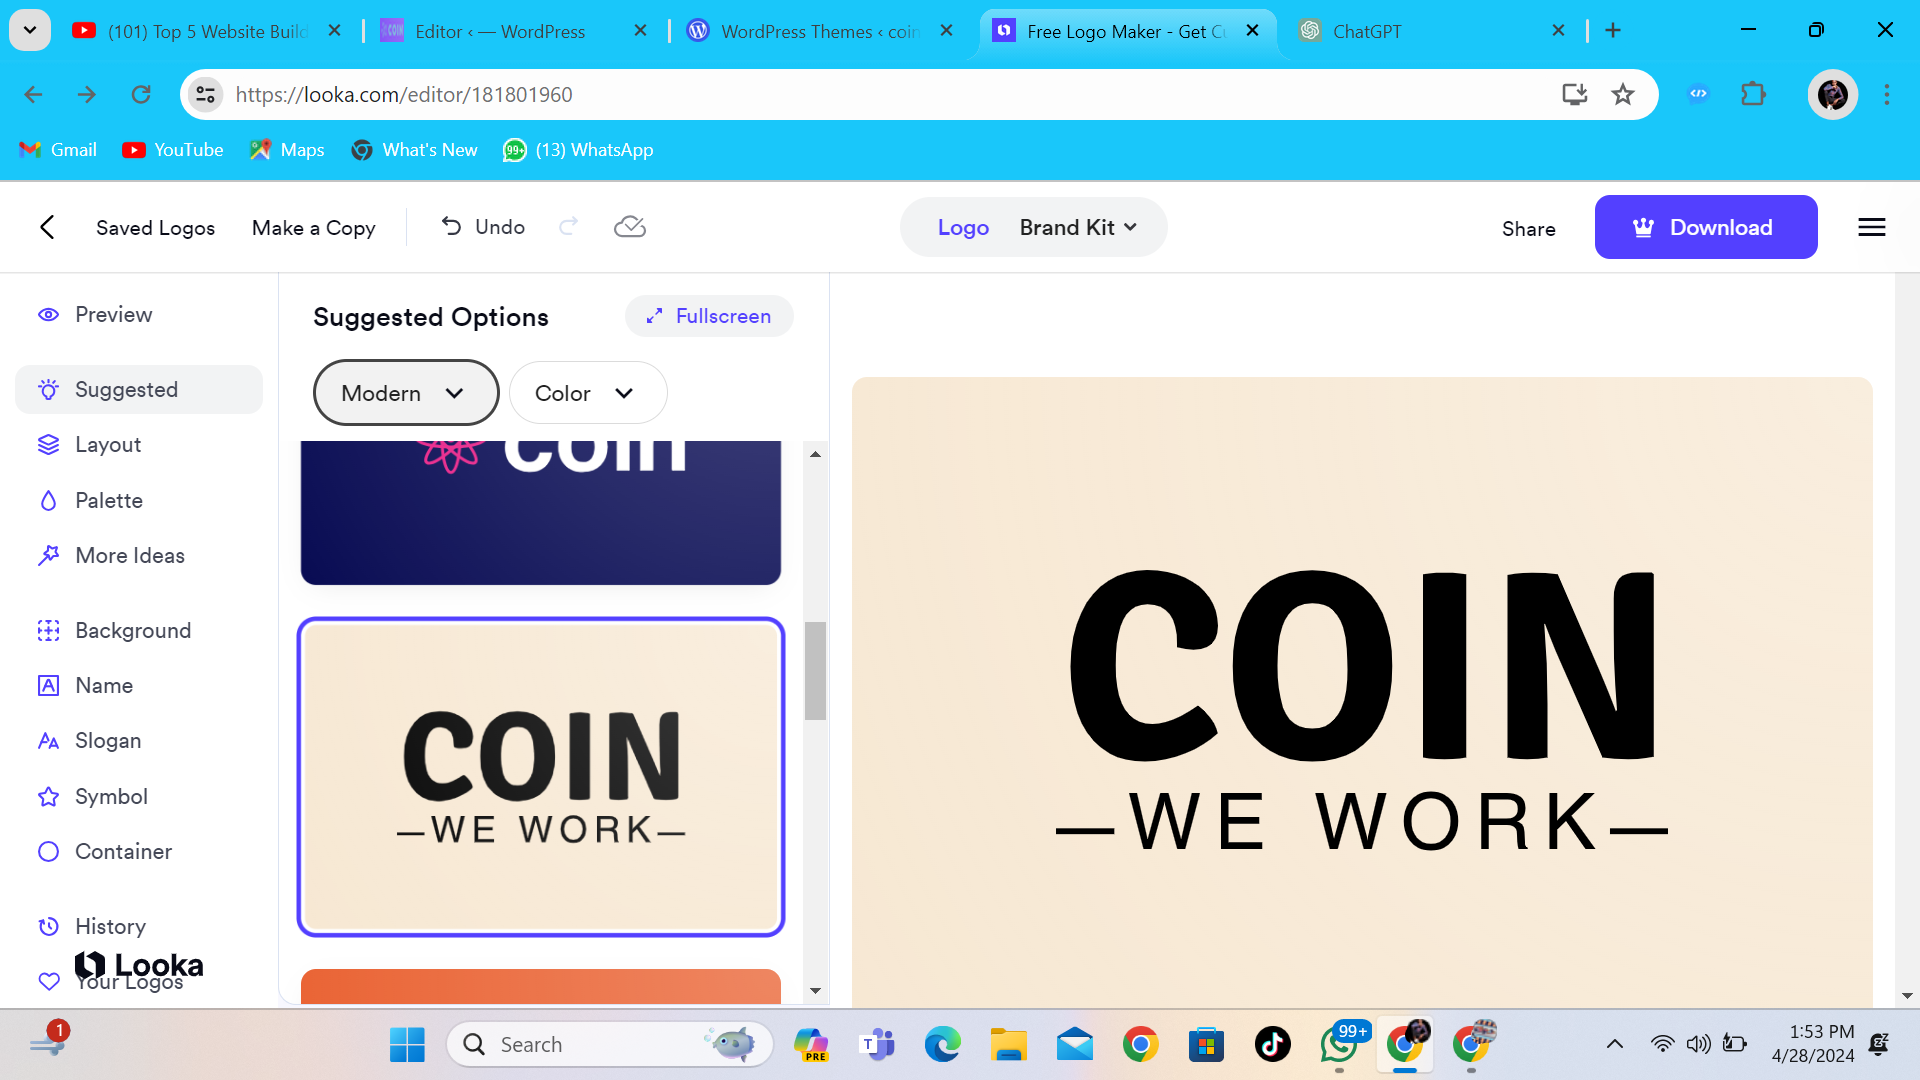 (101) Top 5 Website Build
Editor ‹ — WordPress
WordPress Themes ‹ coin
Free Logo Maker - Get Cu
ChatGPT
https://looka.com/editor/181801960
Gmail
YouTube
Maps
What's New
99+
(13) WhatsApp
Saved Logos
Make a Copy
Undo
Logo
Brand Kit
Share
Download
Preview
Suggested
Layout
Palette
More Ideas
Background
Name
Slogan
Symbol
Container
History
Looka
Your Logos
Suggested Options
Fullscreen
Modern
Color
coin
COIN
—WE WORK—
COIN
—WE WORK—
1
Search
PRE
99+
1:53 PM
4/28/2024